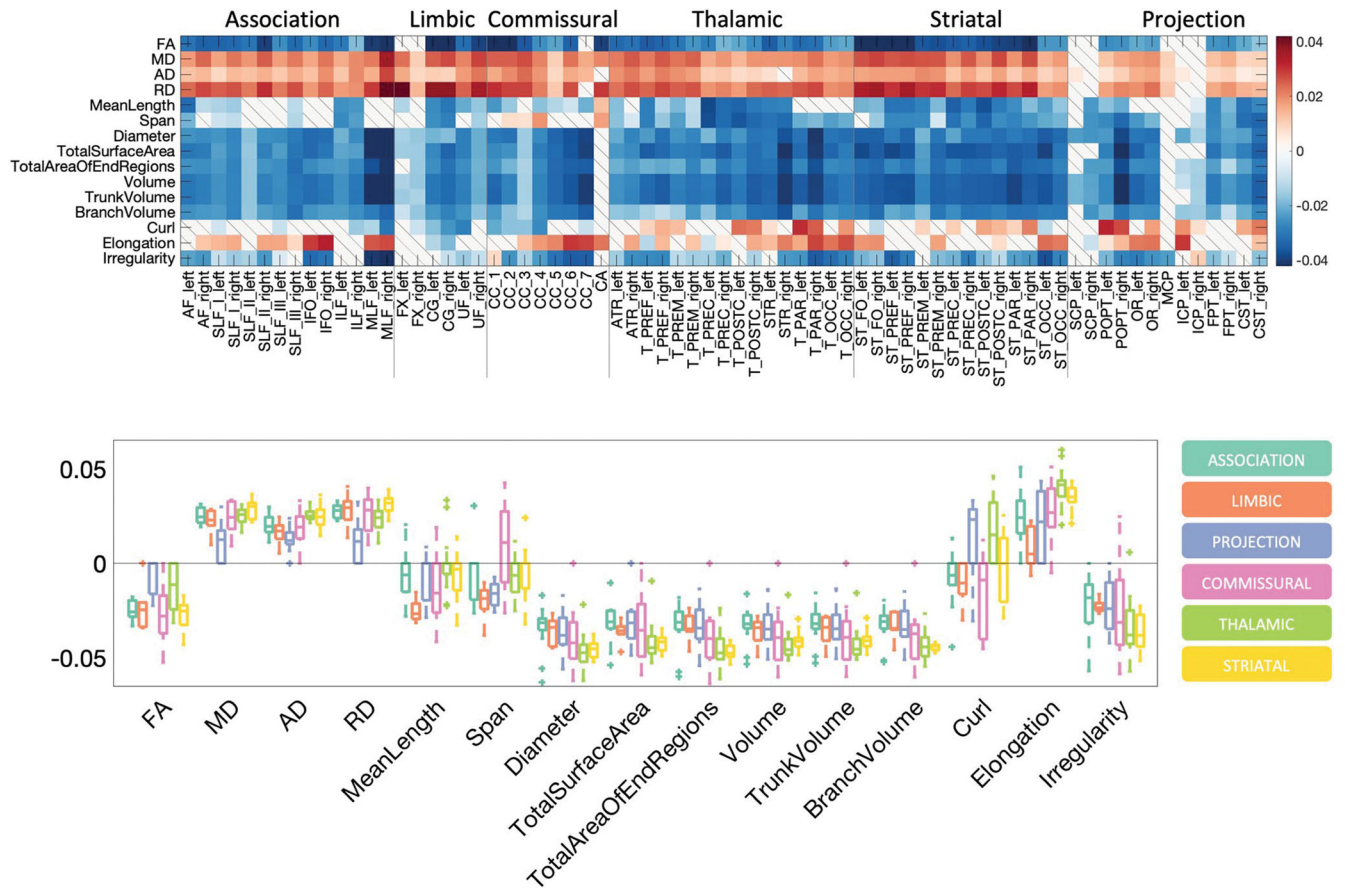 Association Limbic Commissural Thalamic Striatal Projection
FA
MD
AD
RD
MeanLength
Span
Diameter
TotalSurfaceArea
TotalAreaOfEndRegions
Volume
TrunkVolume
BranchVolume
Curl
Elongation
Irregularity
0.04
0.02
0
-0.02
-0.04
AF_left
AF_right
SLF_I_left
SLF_I_right
SLF_II_left
SLF_II_right
SLF_III_left
SLF_III_right
IFO_left
IFO_right
ILF_left
ILF_right
MLF_left
MLF_right
FX_left
FX_right
CG_left
CG_right
UF_left
UF_right
CC_1
CC_2
CC_3
CC_4
CC_5
CC_6
CC_7
CA
ATR_left
ATR_right
T_PREF_left
T_PREF_right
T_PREM_left
T_PREM_right
T_PREC_left
T_PREC_right
T_POSTC_left
T_POSTC_right
STR_left
STR_right
T_PAR_left
T_PAR_right
T_OCC_left
T_OCC_right
ST_FO_left
ST_FO_right
ST_PREF_left
ST_PREF_right
ST_PREM_left
ST_PREM_right
ST_PREC_left
ST_PREC_right
ST_POSTC_left
ST_POSTC_right
ST_PAR_left
ST_PAR_right
ST_OCC_left
ST_OCC_right
SCP_left
SCP_right
POPT_left
POPT_right
OR_left
OR_right
MCP
ICP_left
ICP_right
FPT_left
FPT_right
CST_left
CST_right
0.05
0
-0.05
FA
MD
AD
RD
MeanLength
Span
Diameter
TotalSurfaceArea
TotalAreaOfEndRegions
Volume
TrunkVolume
BranchVolume
Curl
Elongation
Irregularity
ASSOCIATION
LIMBIC
PROJECTION
COMMISSURAL
THALAMIC
STRIATAL